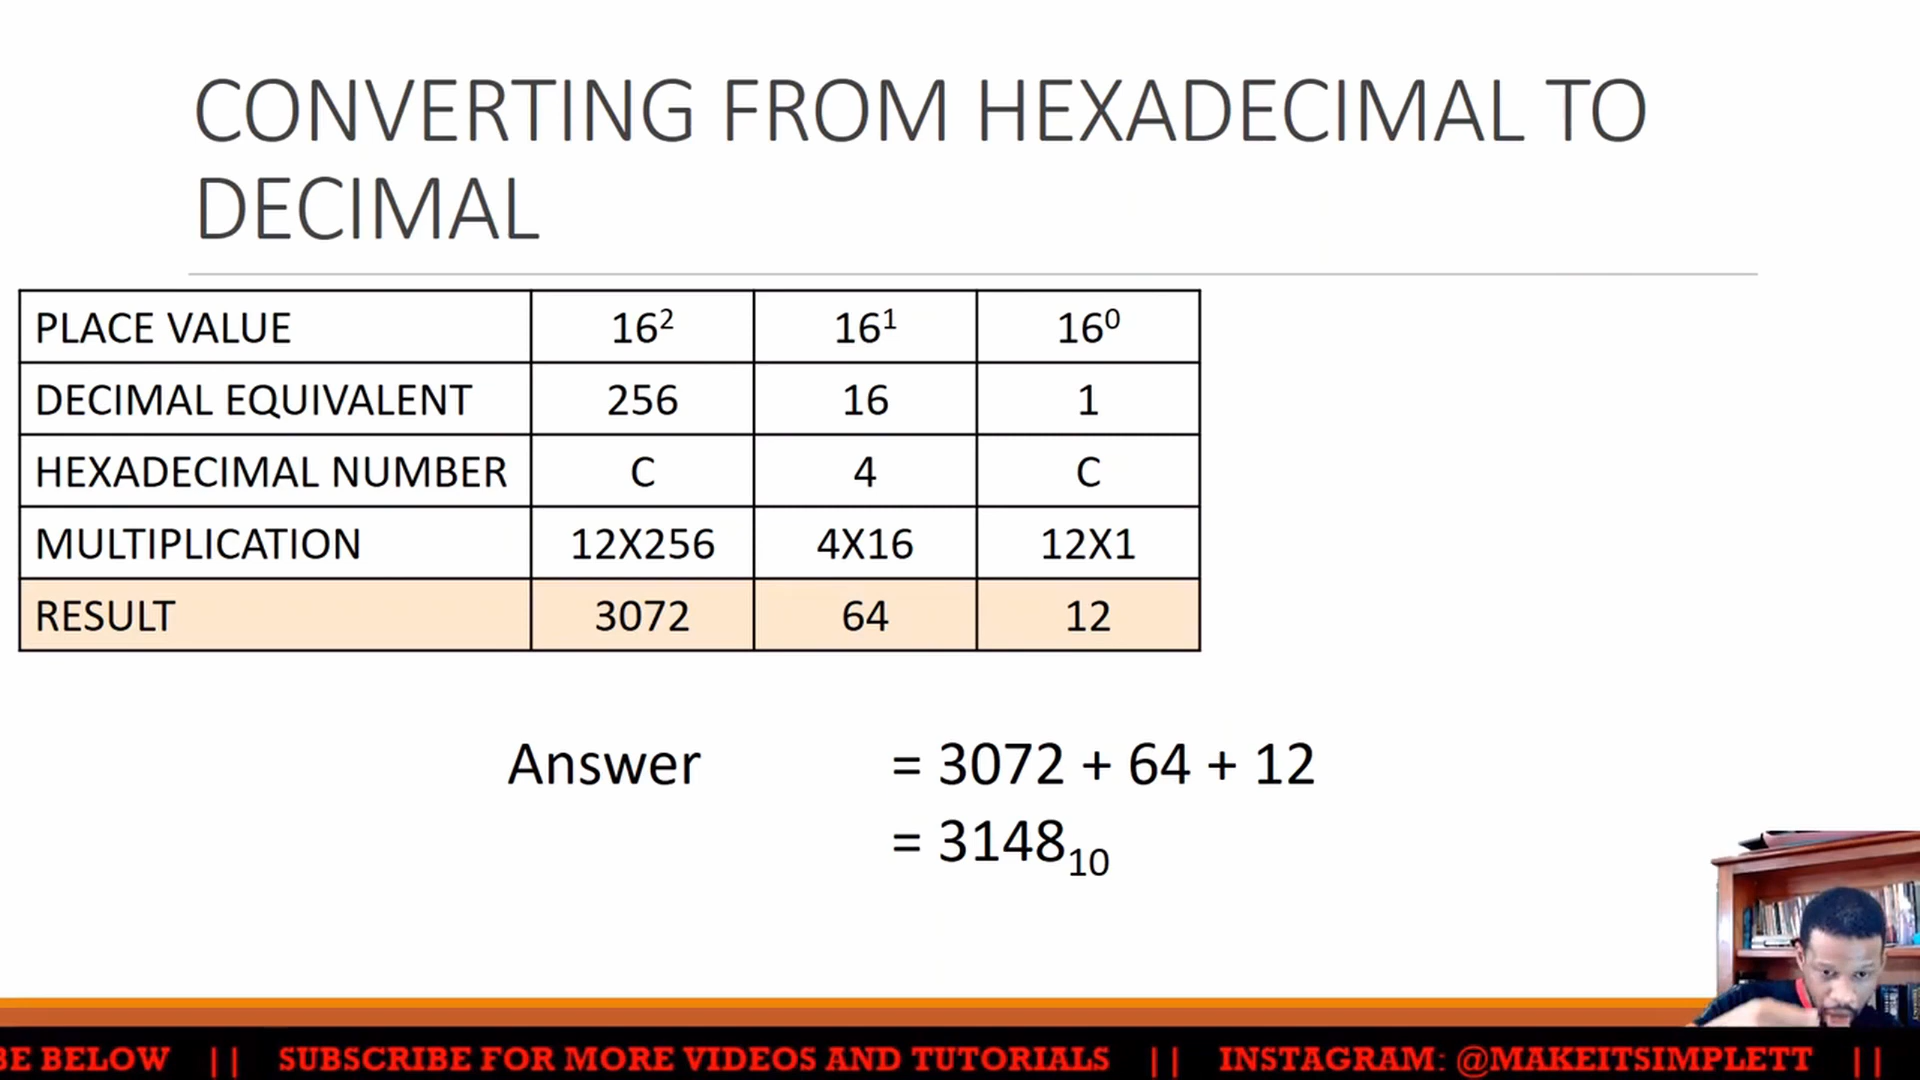 CONVERTING FROM HEXADECIMAL TO
DECIMAL
PLACE VALUE 16² 16¹ 16⁰
DECIMAL EQUIVALENT 256 16 1
HEXADECIMAL NUMBER C 4 C
MULTIPLICATION 12X256 4X16 12X1
RESULT 3072 64 12
Answer = 3072 + 64 + 12
= 3148₁₀
BE BELOW || SUBSCRIBE FOR MORE VIDEOS AND TUTORIALS || INSTAGRAM: @MAKEITSIMPLETT ||